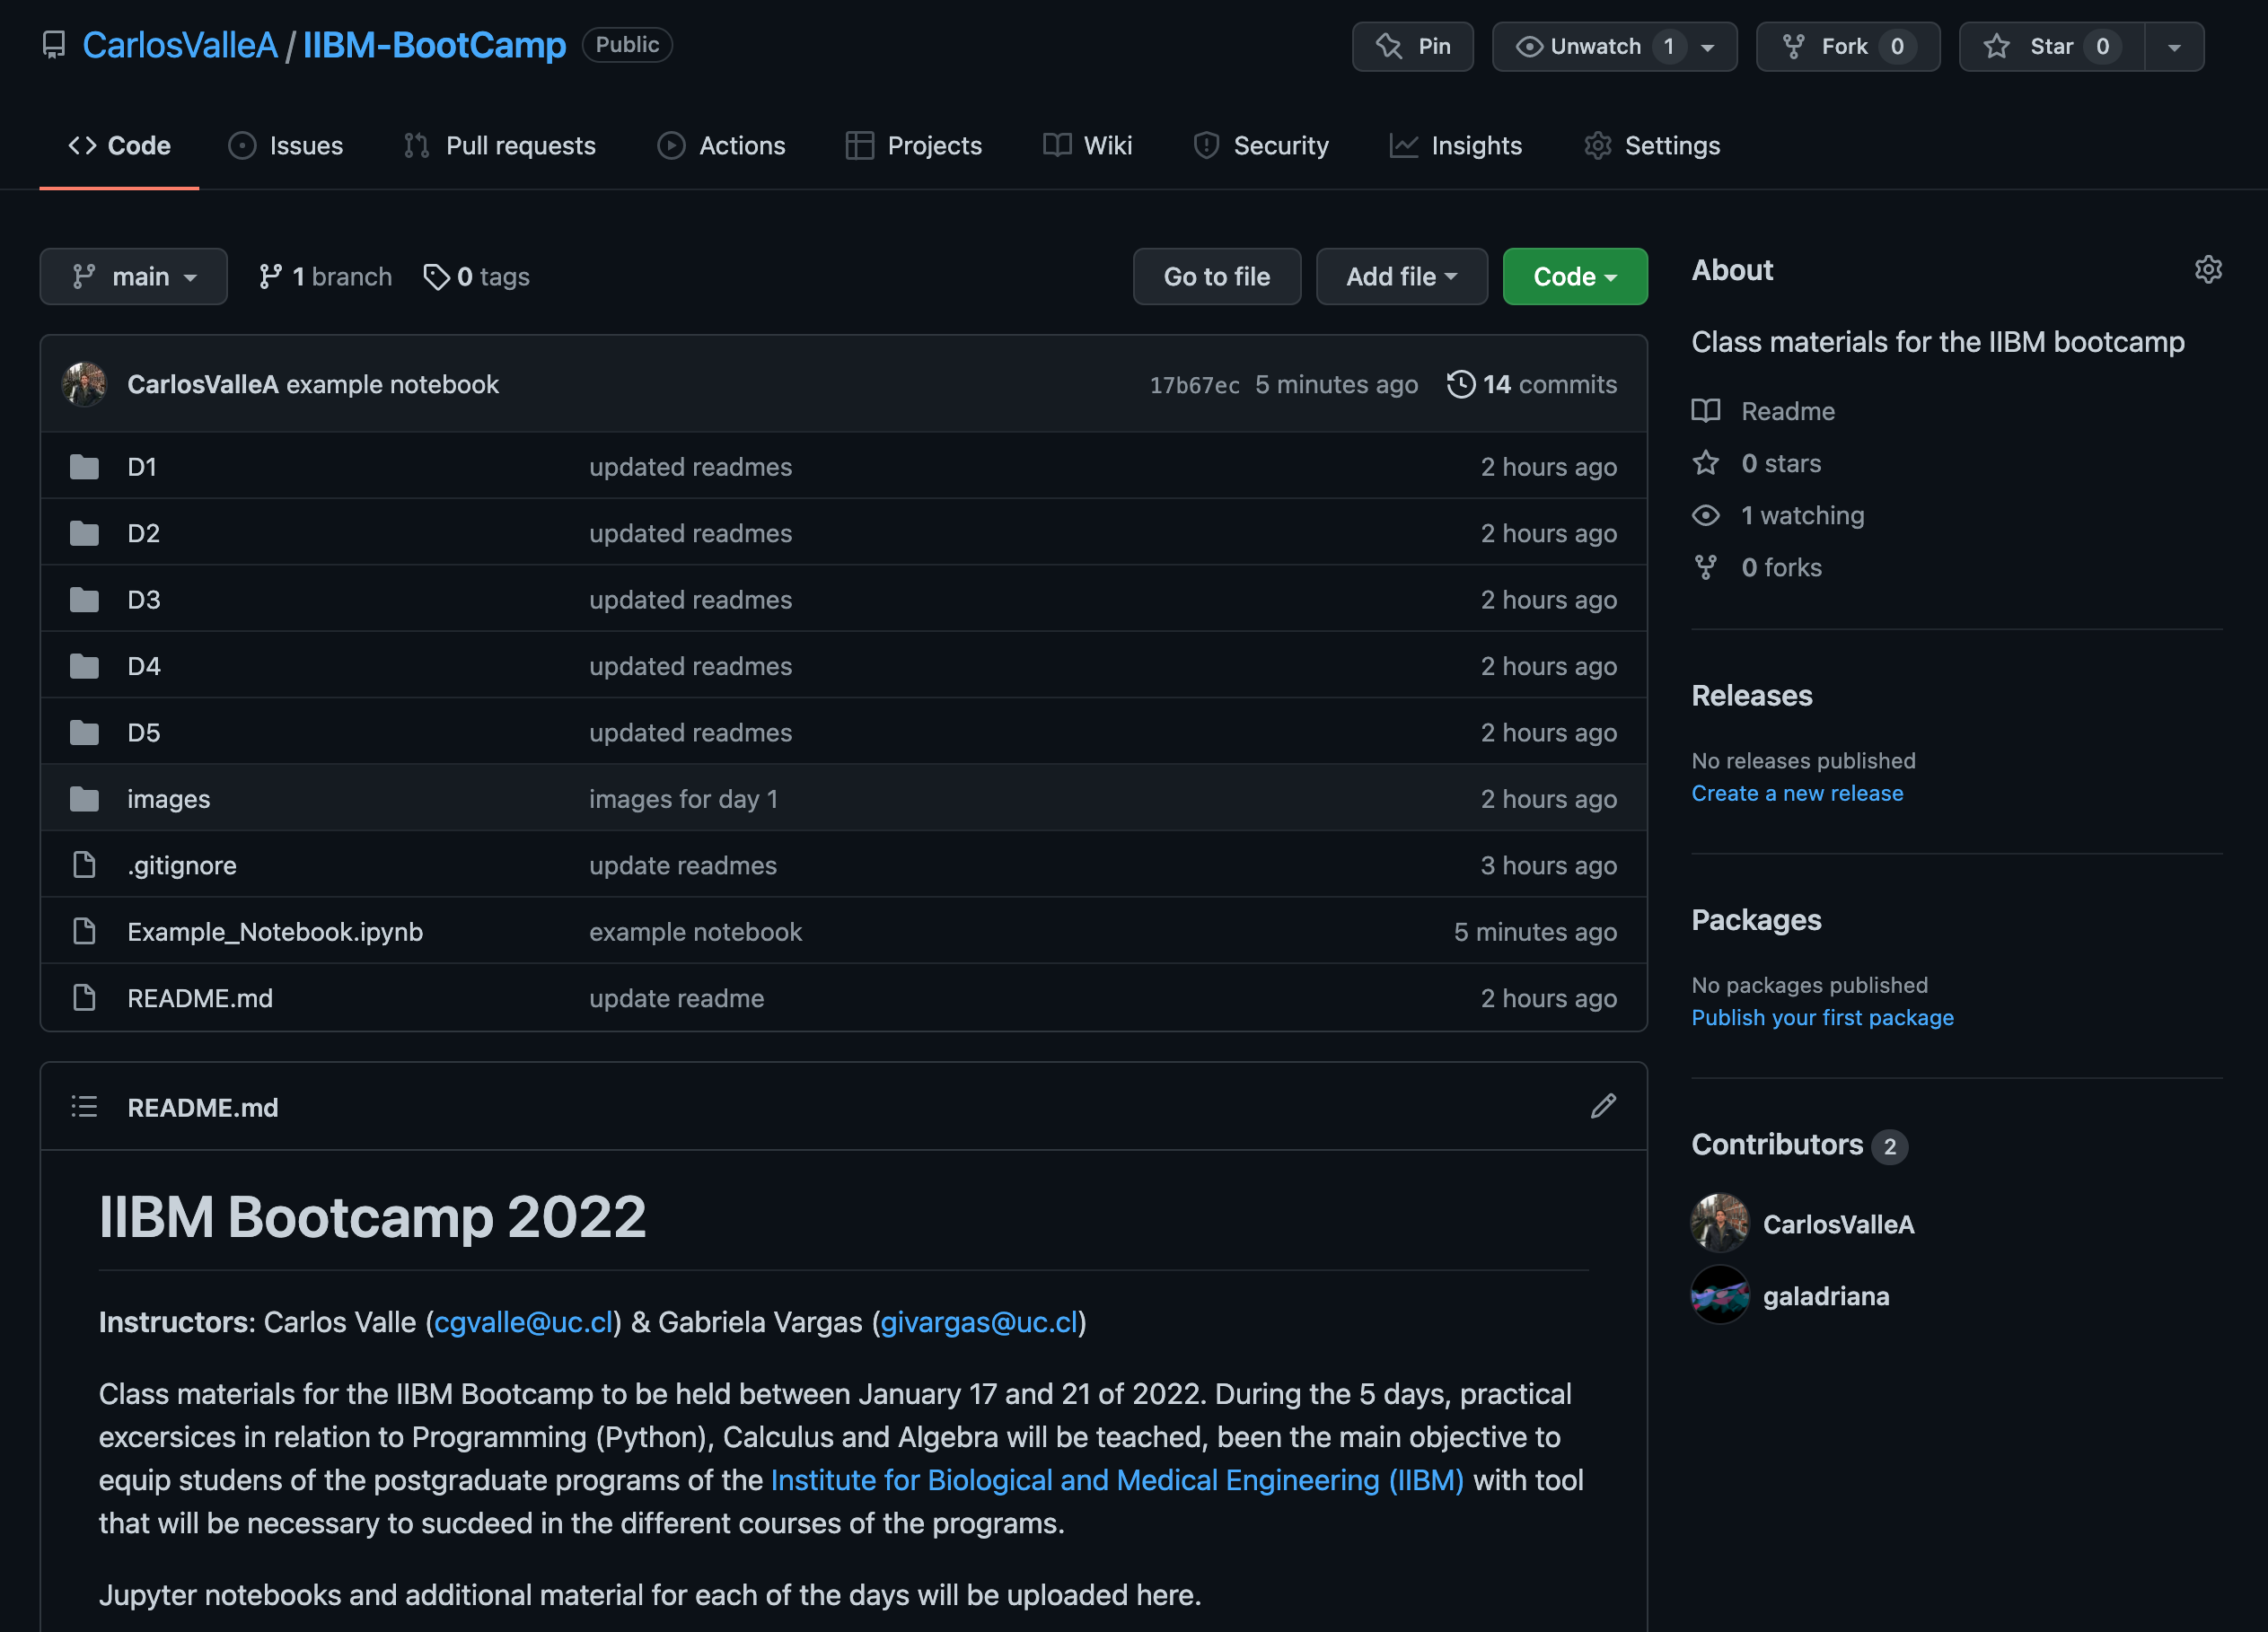 CarlosValleA / IIBM-BootCamp Public
Pin Unwatch 1 Fork 0 Star 0
Code Issues Pull requests Actions Projects Wiki Security Insights Settings
main 1 branch 0 tags Go to file Add file Code
CarlosValleA example notebook 17b67ec 5 minutes ago 14 commits
D1 updated readmes 2 hours ago
D2 updated readmes 2 hours ago
D3 updated readmes 2 hours ago
D4 updated readmes 2 hours ago
D5 updated readmes 2 hours ago
images images for day 1 2 hours ago
.gitignore update readmes 3 hours ago
Example_Notebook.ipynb example notebook 5 minutes ago
README.md update readme 2 hours ago
README.md
IIBM Bootcamp 2022
Instructors: Carlos Valle (cgvalle@uc.cl) & Gabriela Vargas (givargas@uc.cl)
Class materials for the IIBM Bootcamp to be held between January 17 and 21 of 2022. During the 5 days, practical
excersices in relation to Programming (Python), Calculus and Algebra will be teached, been the main objective to
equip studens of the postgraduate programs of the Institute for Biological and Medical Engineering (IIBM) with tool
that will be necessary to sucdeed in the different courses of the programs.
Jupyter notebooks and additional material for each of the days will be uploaded here.
About
Class materials for the IIBM bootcamp
Readme
0 stars
1 watching
0 forks
Releases
No releases published
Create a new release
Packages
No packages published
Publish your first package
Contributors 2
CarlosValleA
galadriana